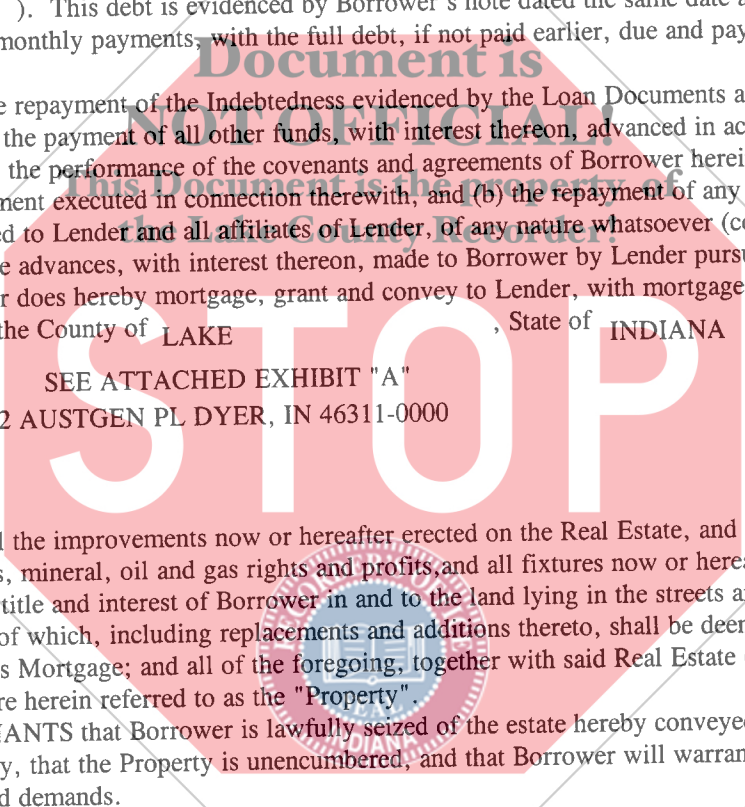 ). This debt is evidenced by Borrower's note dated the same date a
monthly payments, with the full debt, if not paid earlier, due and pay
Document is
e repayment of the Indebtedness evidenced by the Loan Documents a
NOT OFFICIAL!
the payment of all other funds, with interest thereon, advanced in ac
the performance of the covenants and agreements of Borrower herei
This Document is the property of
ment executed in connection therewith, and (b) the repayment of any
the Lake County Recorder!
ed to Lender and all affiliates of Lender, of any nature whatsoever (co
e advances, with interest thereon, made to Borrower by Lender pursu
r does hereby mortgage, grant and convey to Lender, with mortgage
the County of LAKE , State of INDIANA
STOP
SEE ATTACHED EXHIBIT "A"
2 AUSTGEN PL DYER, IN 46311-0000
l the improvements now or hereafter erected on the Real Estate, and
s, mineral, oil and gas rights and profits,and all fixtures now or herea
title and interest of Borrower in and to the land lying in the streets a
of which, including replacements and additions thereto, shall be deem
s Mortgage; and all of the foregoing, together with said Real Estate
re herein referred to as the "Property".
SEAL
INDIANA
ANTS that Borrower is lawfully seized of the estate hereby conveyed
y, that the Property is unencumbered, and that Borrower will warran
d demands.